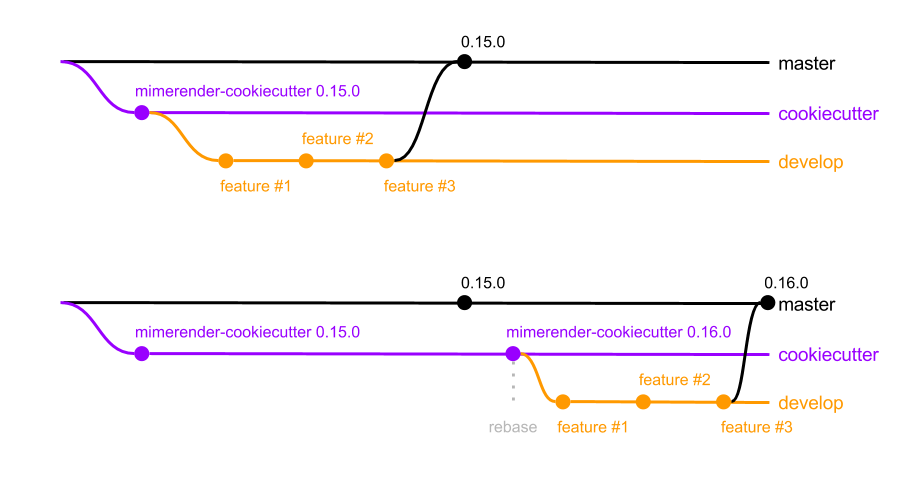 0.15.0
master
mimerender-cookiecutter 0.15.0
cookiecutter
feature #2
develop
feature #1
feature #3
0.15.0
0.16.0
master
mimerender-cookiecutter 0.15.0
mimerender-cookiecutter 0.16.0
cookiecutter
feature #2
develop
rebase
feature #1
feature #3